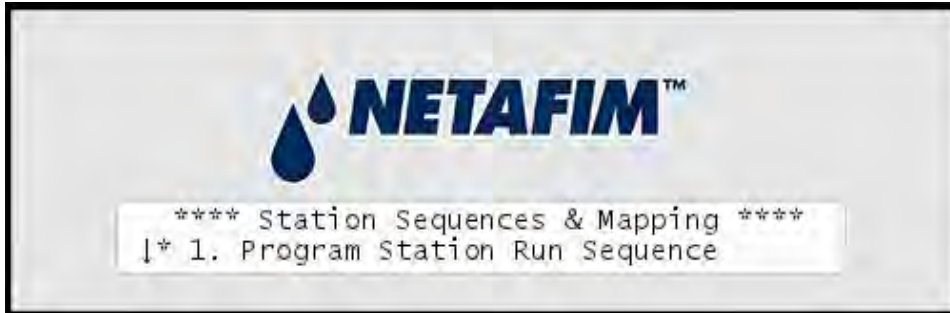 NETAFIM™
**** Station Sequences & Mapping ****
↓* 1. Program Station Run Sequence